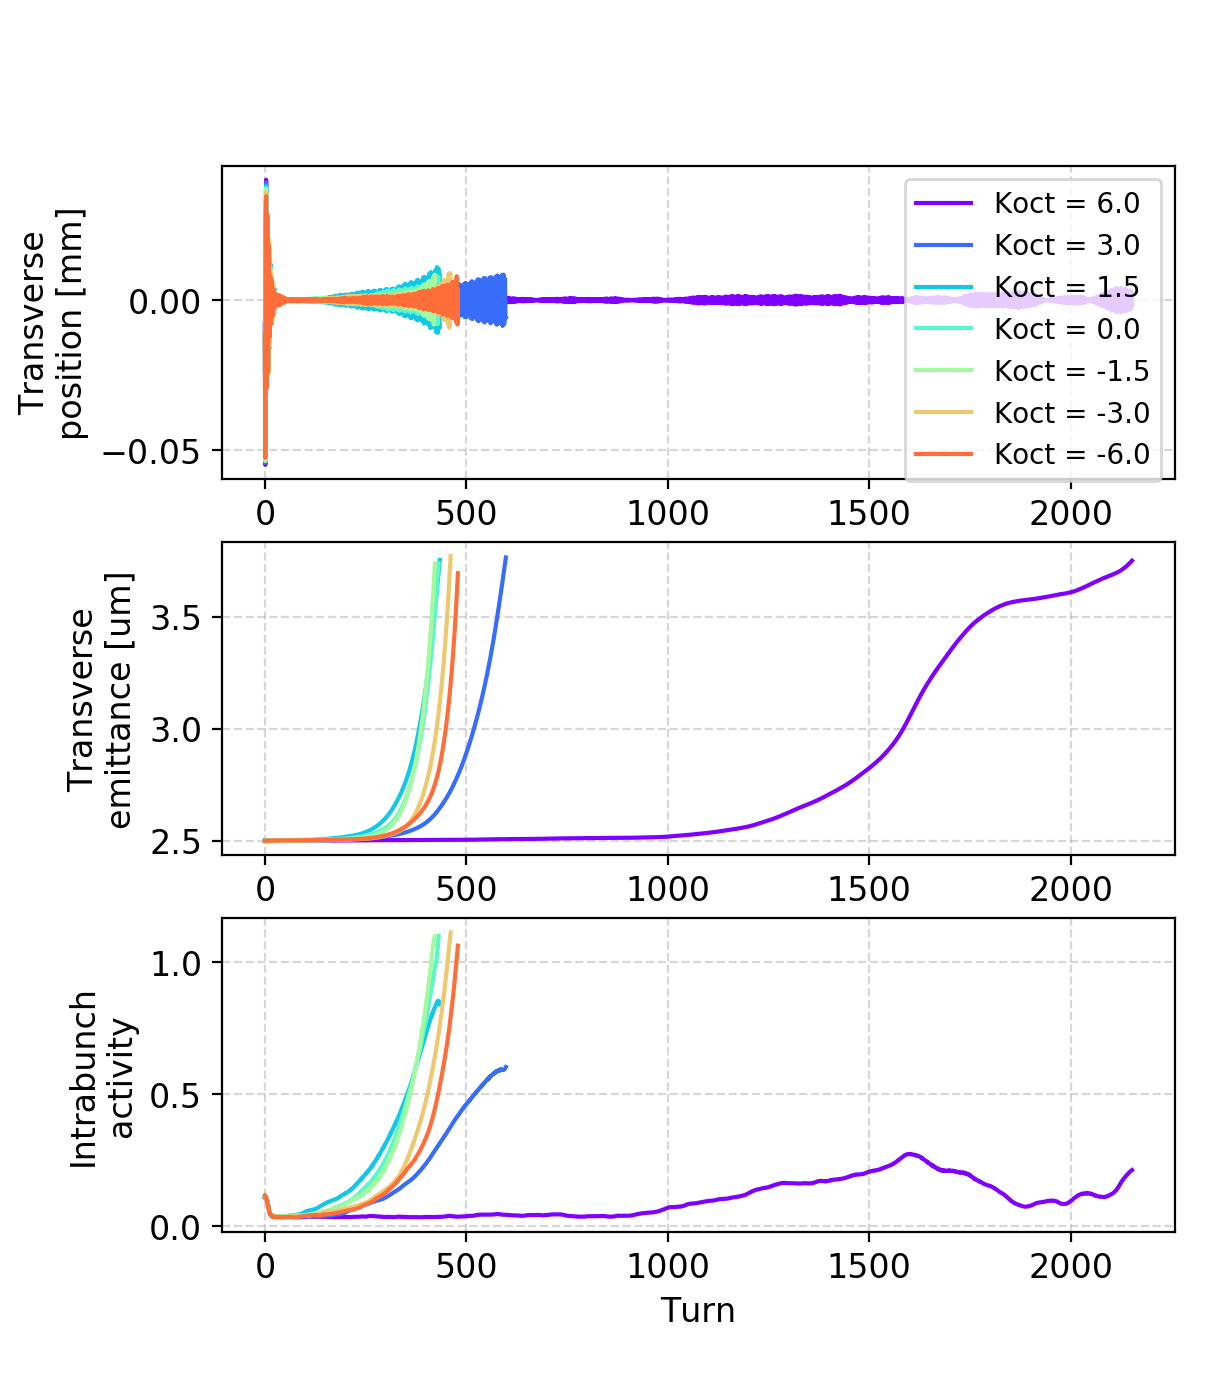 Transverse
position [mm]
0.00
−0.05
Koct = 6.0
Koct = 3.0
Koct = 1.5
Koct = 0.0
Koct = -1.5
Koct = -3.0
Koct = -6.0
0 500 1000 1500 2000
Transverse
emittance [um]
3.5
3.0
2.5
0 500 1000 1500 2000
Intrabunch
activity
1.0
0.5
0.0
0 500 1000 1500 2000
Turn